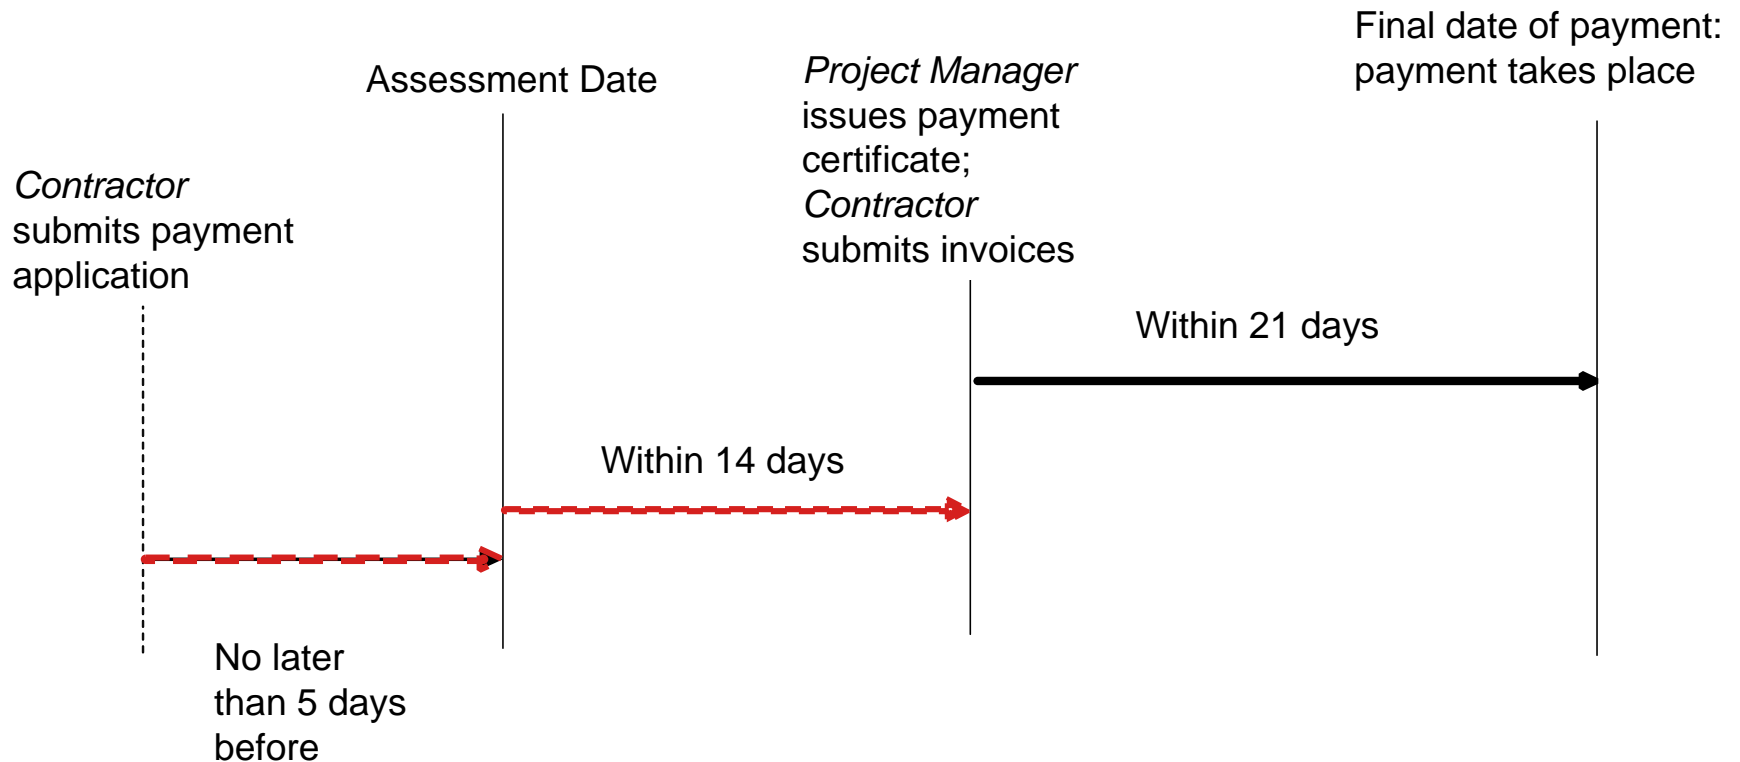 Contractor
submits payment
application
Assessment Date
Project Manager
issues payment
certificate;
Contractor
submits invoices
Final date of payment:
payment takes place
Within 21 days
Within 14 days
No later
than 5 days
before